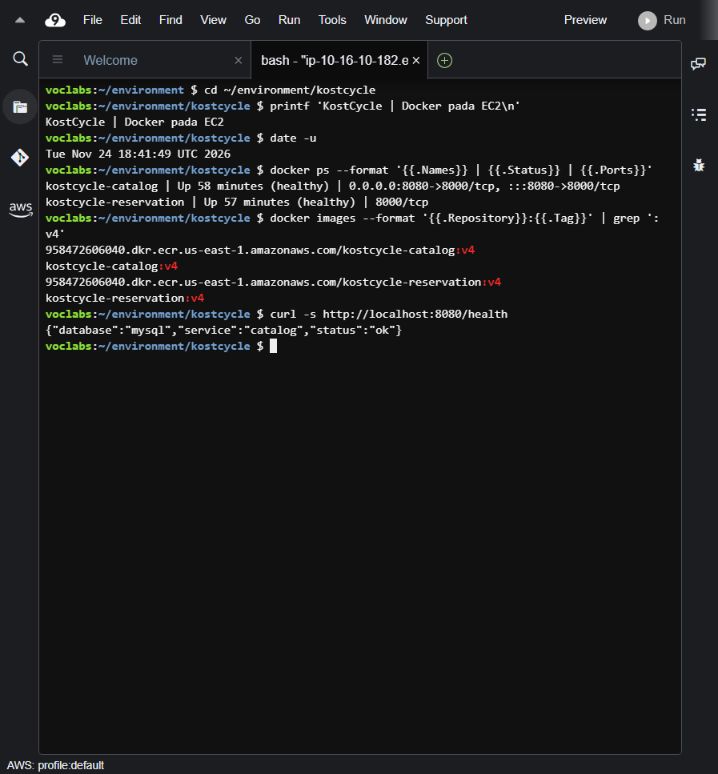 9 File Edit Find View Go Run Tools Window Support Preview Run
Welcome × bash - "ip-10-16-10-182.e ×
aws
voclabs:~/environment $ cd ~/environment/kostcycle
voclabs:~/environment/kostcycle $ printf 'KostCycle | Docker pada EC2\n'
KostCycle | Docker pada EC2
voclabs:~/environment/kostcycle $ date -u
Tue Nov 24 18:41:49 UTC 2026
voclabs:~/environment/kostcycle $ docker ps --format '{{.Names}} | {{.Status}} | {{.Ports}}'
kostcycle-catalog | Up 58 minutes (healthy) | 0.0.0.0:8080->8000/tcp, :::8080->8000/tcp
kostcycle-reservation | Up 57 minutes (healthy) | 8000/tcp
voclabs:~/environment/kostcycle $ docker images --format '{{.Repository}}:{{.Tag}}' | grep ':
v4'
958472606040.dkr.ecr.us-east-1.amazonaws.com/kostcycle-catalog:v4
kostcycle-catalog:v4
958472606040.dkr.ecr.us-east-1.amazonaws.com/kostcycle-reservation:v4
kostcycle-reservation:v4
voclabs:~/environment/kostcycle $ curl -s http://localhost:8080/health
{"database":"mysql","service":"catalog","status":"ok"}
voclabs:~/environment/kostcycle $
AWS: profile:default